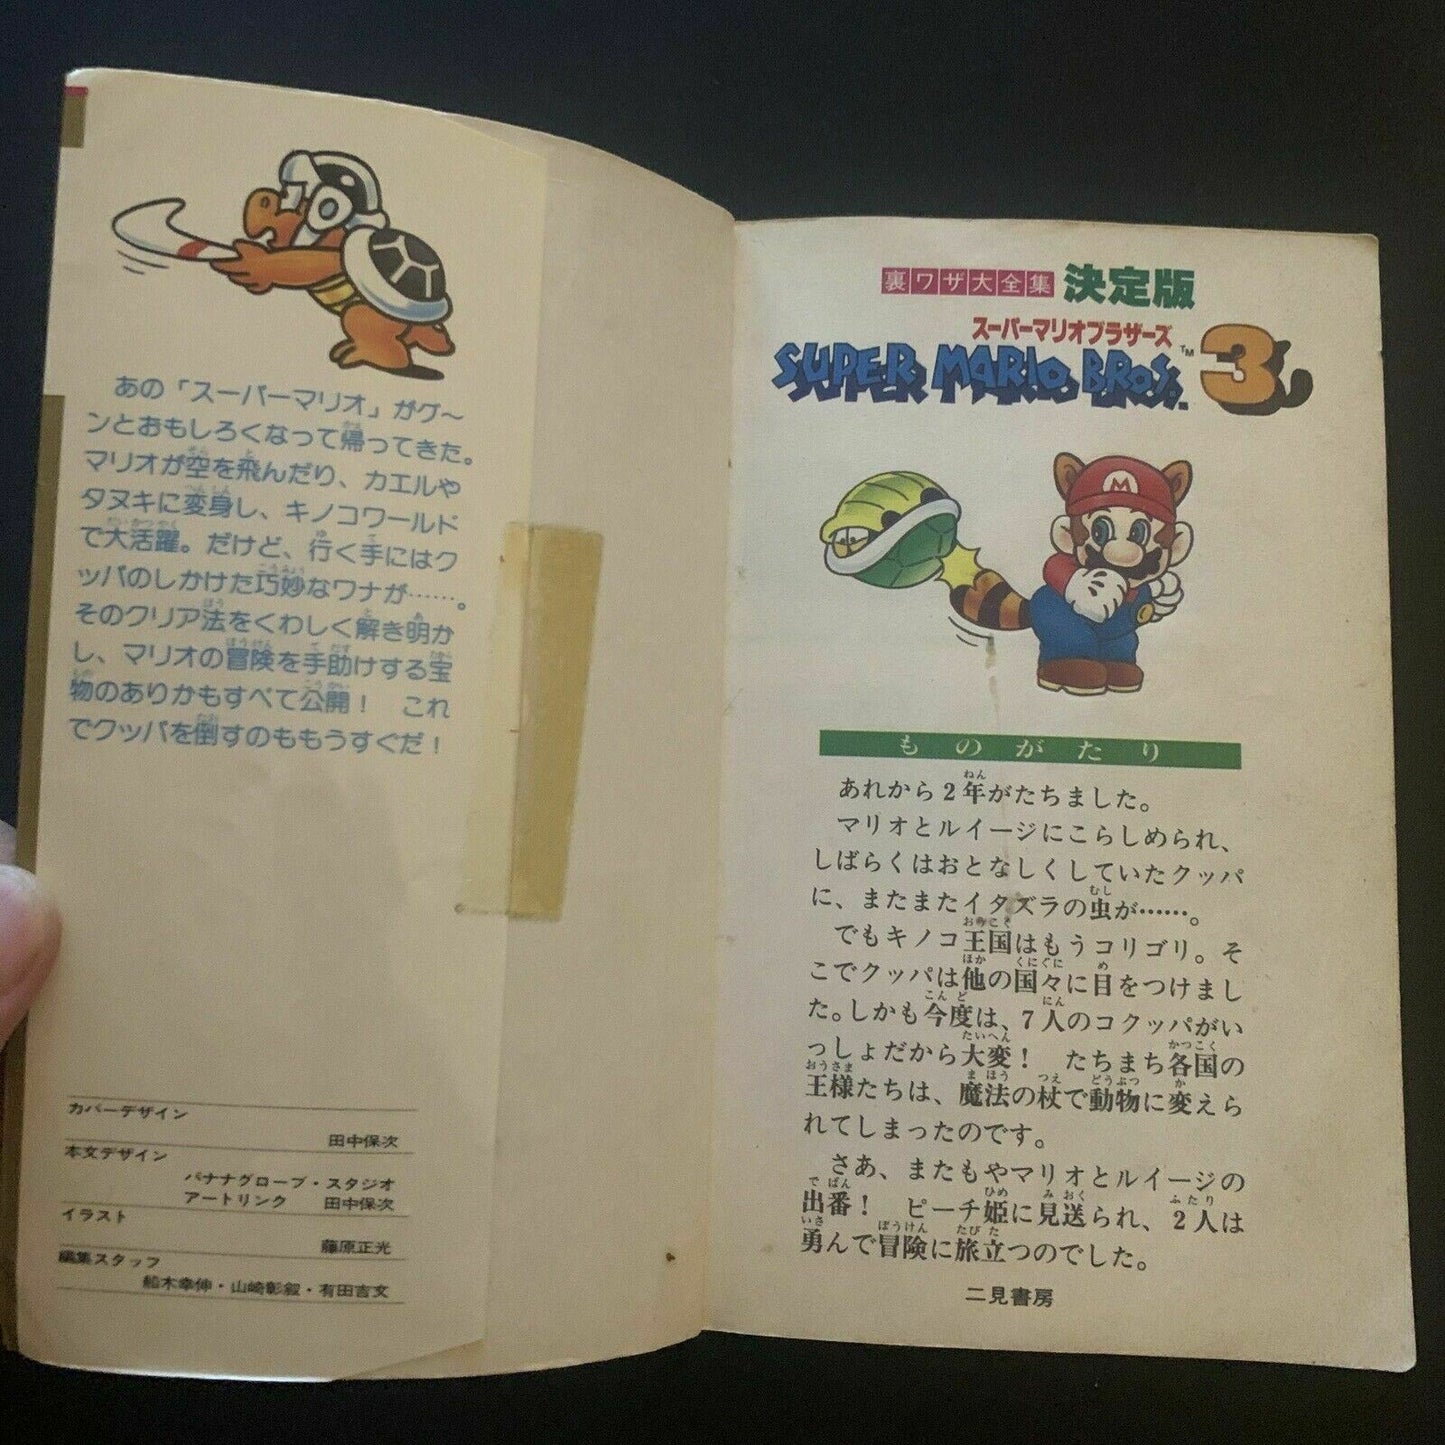 あの「スーパーマリオ」がグ〜
ンとおもしろくなって帰ってきた。
マリオが空を飛んだり、カエルや
タヌキに変身し、キノコワールド
で大活躍。だけど、行く手にはク
ッパのしかけた巧妙なワナが……。
そのクリア法をくわしく解き明か
し、マリオの冒険を手助けする宝
物のありかもすべて公開！　これ
でクッパを倒すのももうすぐだ！
カバーデザイン
田中保次
本文デザイン
バナナグローブ・スタジオ
アートリンク　田中保次
イラスト
藤原正光
編集スタッフ
船木幸伸・山崎彰叙・有田吉文
裏ワザ大全集 決定版
スーパーマリオブラザーズ
SUPER MARIO BROS.™ 3
M
ものがたり
あれから2年がたちました。
マリオとルイージにこらしめられ、
しばらくはおとなしくしていたクッパ
に、またまたイタズラの虫が……。
でもキノコ王国はもうコリゴリ。そ
こでクッパは他の国々に目をつけまし
た。しかも今度は、7人のコクッパがい
っしょだから大変！　たちまち各国の
王様たちは、魔法の杖で動物に変えら
れてしまったのです。
さあ、またもやマリオとルイージの
出番！　ピーチ姫に見送られ、2人は
勇んで冒険に旅立つのでした。
二見書房